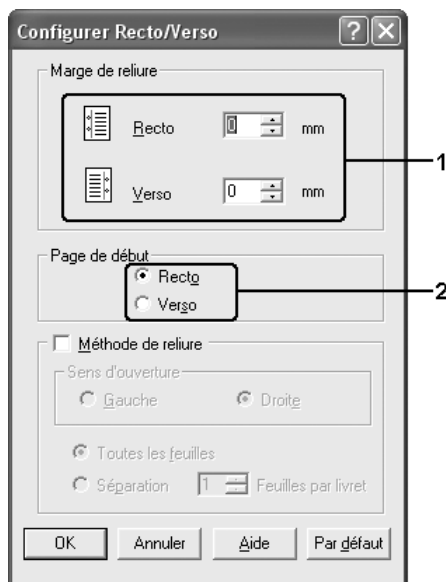 Configurer Recto/Verso
Marge de reliure
Recto 0 mm
1
Verso 0 mm
Page de début
Recto
2
Verso
Méthode de reliure
Sens d'ouverture
Gauche Droite
Toutes les feuilles
Séparation 1 Feuilles par livret
OK Annuler Aide Par défaut